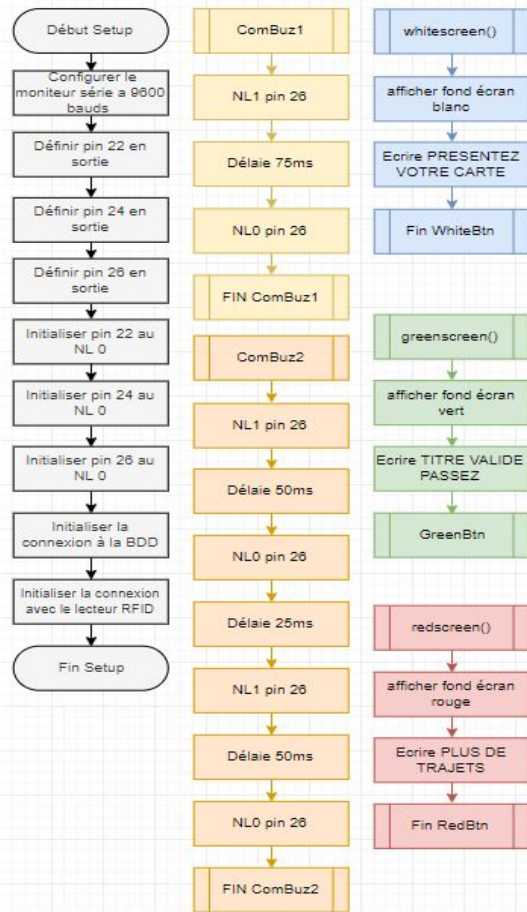 Début Setup
Configurer le
moniteur série a 9600
bauds
Définir pin 22 en
sortie
Définir pin 24 en
sortie
Définir pin 26 en
sortie
Initialiser pin 22 au
NL 0
Initialiser pin 24 au
NL 0
Initialiser pin 26 au
NL 0
Initialiser la
connexion à la BDD
Initialiser la connexion
avec le lecteur RFID
Fin Setup
ComBuz1
NL1 pin 26
Délaie 75ms
NL0 pin 26
FIN ComBuz1
ComBuz2
NL1 pin 26
Délaie 50ms
NL0 pin 26
Délaie 25ms
NL1 pin 26
Délaie 50ms
NL0 pin 26
FIN ComBuz2
whitescreen()
afficher fond écran
blanc
Ecrire PRESENTEZ
VOTRE CARTE
Fin WhiteBtn
greenscreen()
afficher fond écran
vert
Ecrire TITRE VALIDE
PASSEZ
GreenBtn
redscreen()
afficher fond écran
rouge
Ecrire PLUS DE
TRAJETS
Fin RedBtn